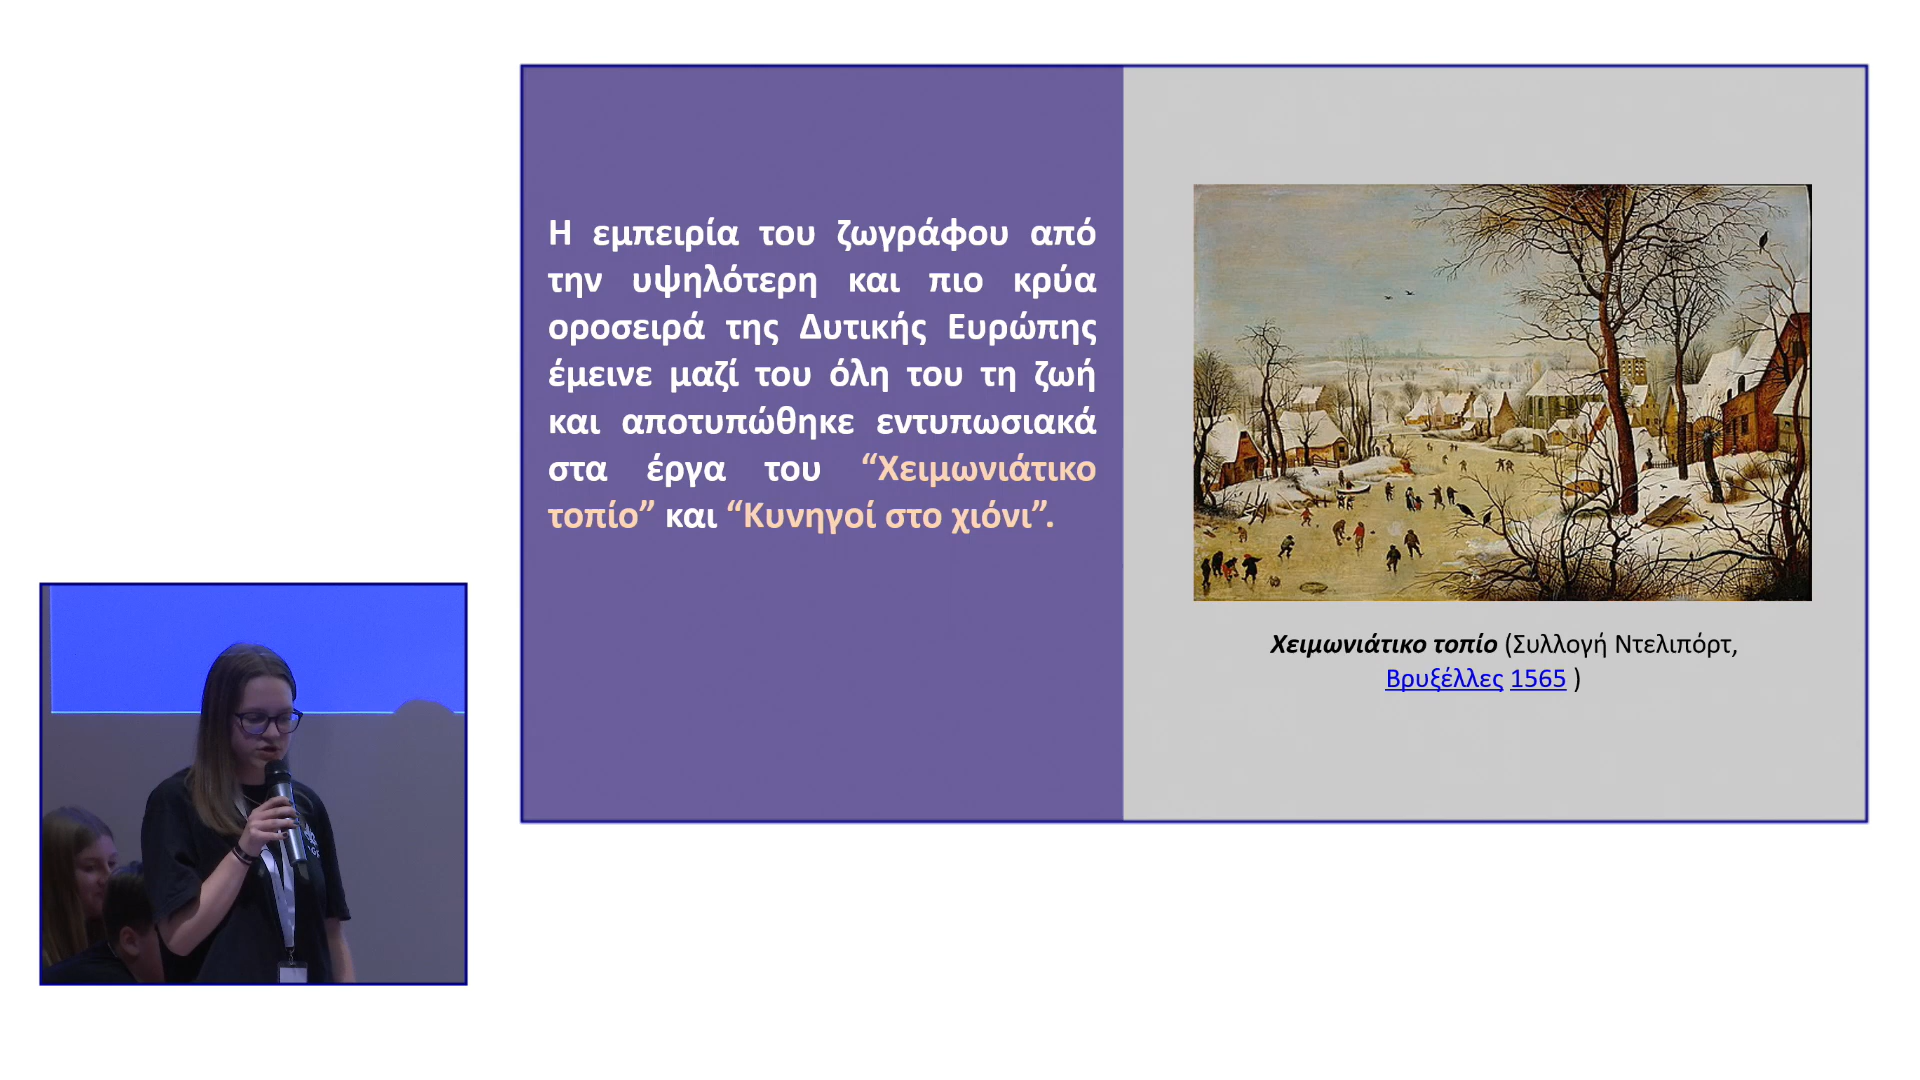 Η εμπειρία του ζωγράφου από
την υψηλότερη και πιο κρύα
οροσειρά της Δυτικής Ευρώπης
έμεινε μαζί του όλη του τη ζωή
και αποτυπώθηκε εντυπωσιακά
στα έργα του “Χειμωνιάτικο
τοπίο” και “Κυνηγοί στο χιόνι”.
Χειμωνιάτικο τοπίο (Συλλογή Ντελιπόρτ,
Βρυξέλλες 1565 )